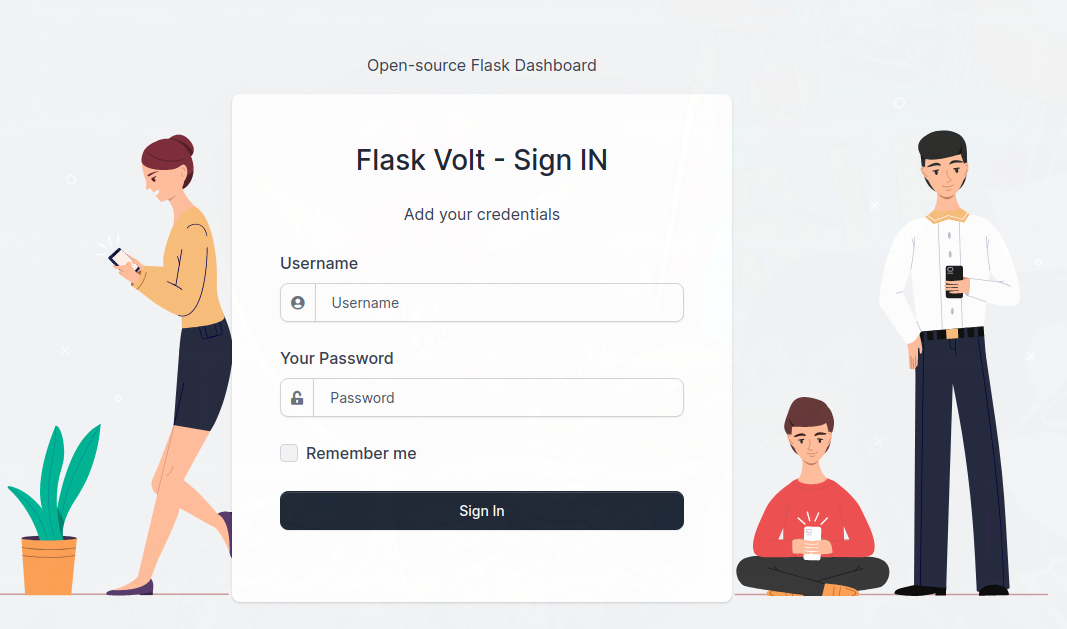 Open-source Flask Dashboard
Flask Volt - Sign IN
Add your credentials
Username
Username
Your Password
Password
Remember me
Sign In